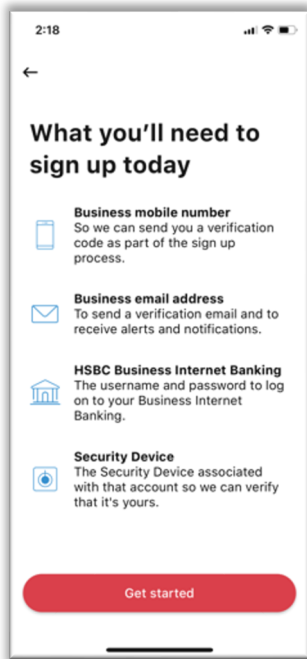 2:18
What you’ll need to
sign up today
Business mobile number
So we can send you a verification
code as part of the sign up
process.
Business email address
To send a verification email and to
receive alerts and notifications.
HSBC Business Internet Banking
The username and password to log
on to your Business Internet
Banking.
Security Device
The Security Device associated
with that account so we can verify
that it's yours.
Get started